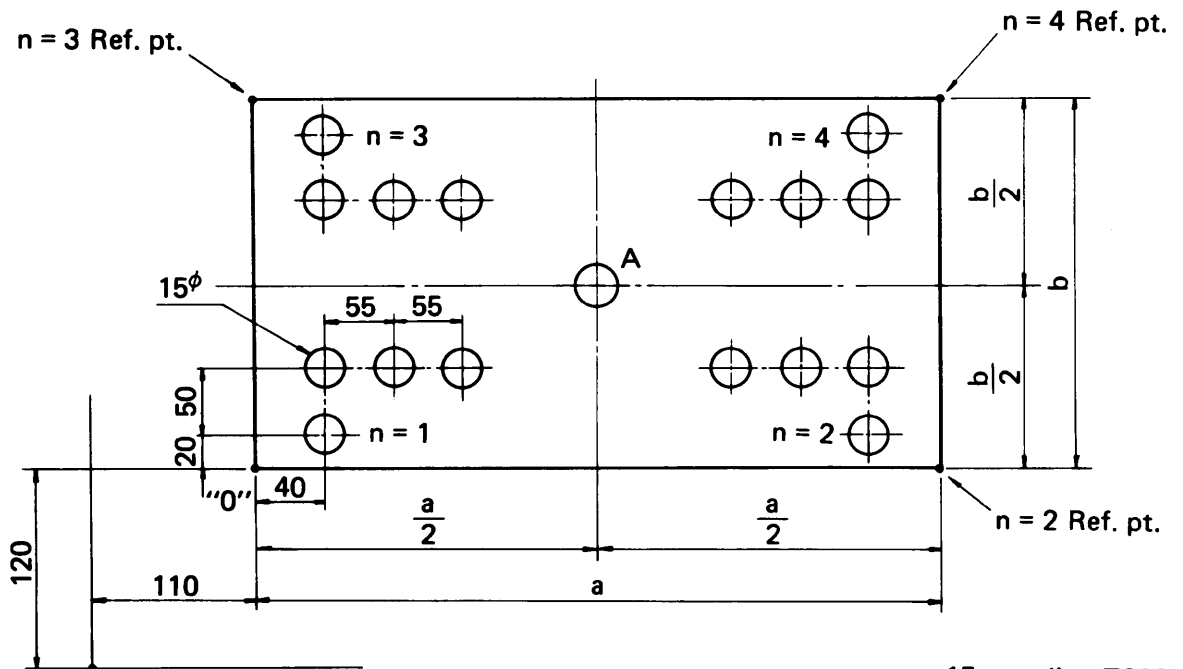 n = 3 Ref. pt.
n = 4 Ref. pt.
n = 3
n = 4
b/2
A
15ϕ
55
55
b
b/2
50
20
n = 1
n = 2
"0"
40
a/2
a/2
n = 2 Ref. pt.
120
110
a